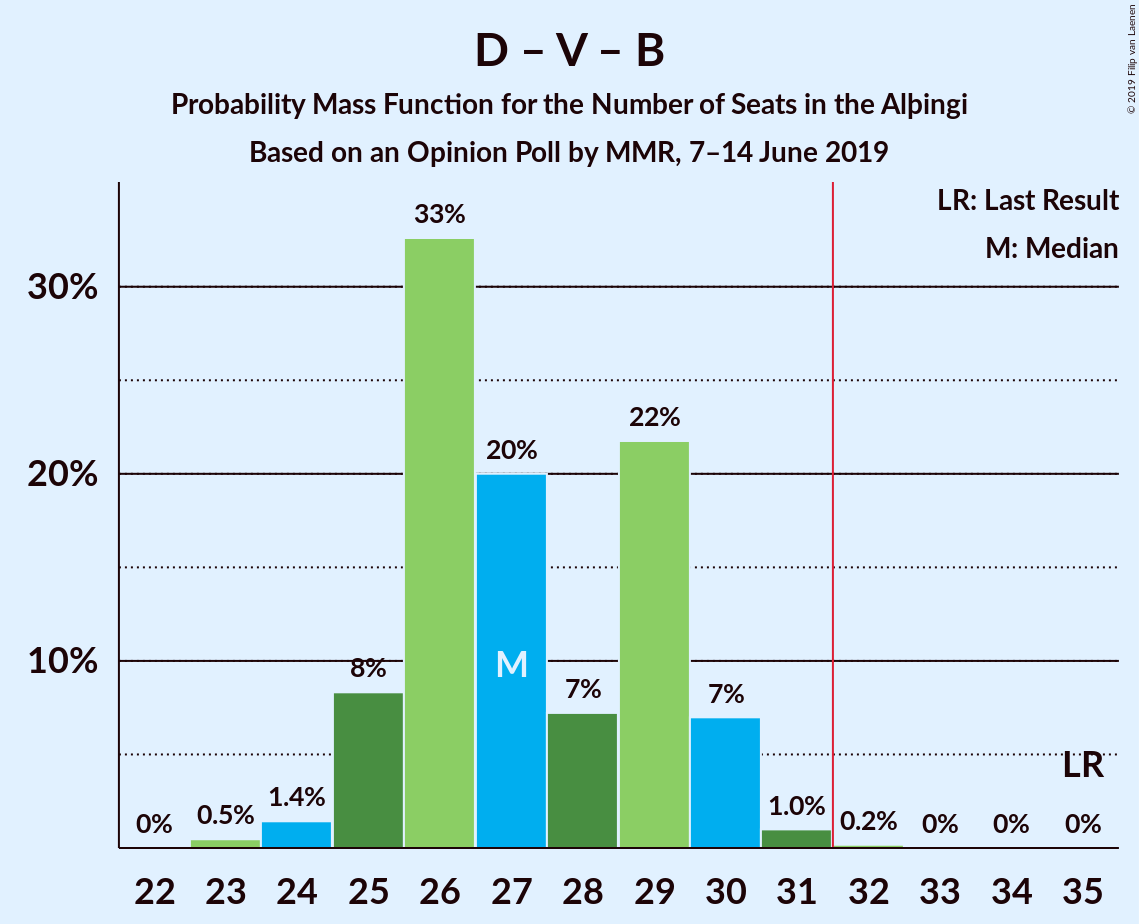 D – V – B
Probability Mass Function for the Number of Seats in the Alþingi
Based on an Opinion Poll by MMR, 7–14 June 2019
© 2019 Filip van Laenen
LR: Last Result
M: Median
30%
20%
10%
0%
0.5%
1.4%
8%
33%
20%
7%
22%
7%
1.0%
0.2%
0%
0%
0%
M
LR
22 23 24 25 26 27 28 29 30 31 32 33 34 35